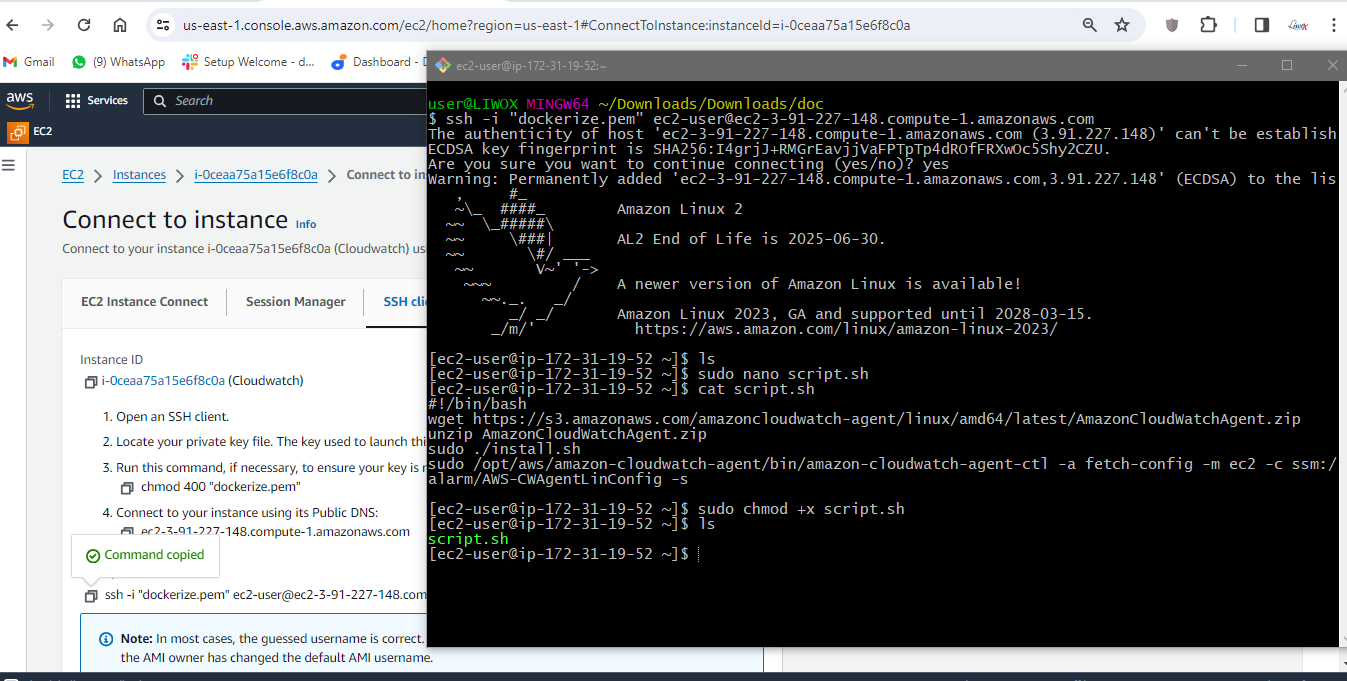 us-east-1.console.aws.amazon.com/ec2/home?region=us-east-1#ConnectToInstance:instanceId=i-0ceaa75a15e6f8c0a
Gmail
(9) WhatsApp
Setup Welcome - d...
Dashboard - D
aws
Services
Search
EC2
EC2
Instances
i-0ceaa75a15e6f8c0a
Connect to in
Connect to instance Info
Connect to your instance i-0ceaa75a15e6f8c0a (Cloudwatch) us
EC2 Instance Connect
Session Manager
SSH clie
Instance ID
i-0ceaa75a15e6f8c0a (Cloudwatch)
1. Open an SSH client.
2. Locate your private key file. The key used to launch thi
3. Run this command, if necessary, to ensure your key is n
chmod 400 "dockerize.pem"
4. Connect to your instance using its Public DNS:
ec2-3-91-227-148.compute-1.amazonaws.com
Command copied
ssh -i "dockerize.pem" ec2-user@ec2-3-91-227-148.com
Note: In most cases, the guessed username is correct.
the AMI owner has changed the default AMI username.
ec2-user@ip-172-31-19-52:~
user@LIWOX MINGW64 ~/Downloads/Downloads/doc
$ ssh -i "dockerize.pem" ec2-user@ec2-3-91-227-148.compute-1.amazonaws.com
The authenticity of host 'ec2-3-91-227-148.compute-1.amazonaws.com (3.91.227.148)' can't be establish
ECDSA key fingerprint is SHA256:I4grjJ+RMGrEavjjVaFPTpTp4dROfFRXwOc5Shy2CZU.
Are you sure you want to continue connecting (yes/no)? yes
Warning: Permanently added 'ec2-3-91-227-148.compute-1.amazonaws.com,3.91.227.148' (ECDSA) to the lis
Amazon Linux 2
AL2 End of Life is 2025-06-30.
A newer version of Amazon Linux is available!
Amazon Linux 2023, GA and supported until 2028-03-15.
https://aws.amazon.com/linux/amazon-linux-2023/
[ec2-user@ip-172-31-19-52 ~]$ ls
[ec2-user@ip-172-31-19-52 ~]$ sudo nano script.sh
[ec2-user@ip-172-31-19-52 ~]$ cat script.sh
#!/bin/bash
wget https://s3.amazonaws.com/amazoncloudwatch-agent/linux/amd64/latest/AmazonCloudWatchAgent.zip
unzip AmazonCloudWatchAgent.zip
sudo ./install.sh
sudo /opt/aws/amazon-cloudwatch-agent/bin/amazon-cloudwatch-agent-ctl -a fetch-config -m ec2 -c ssm:/
alarm/AWS-CWAgentLinConfig -s
[ec2-user@ip-172-31-19-52 ~]$ sudo chmod +x script.sh
[ec2-user@ip-172-31-19-52 ~]$ ls
script.sh
[ec2-user@ip-172-31-19-52 ~]$